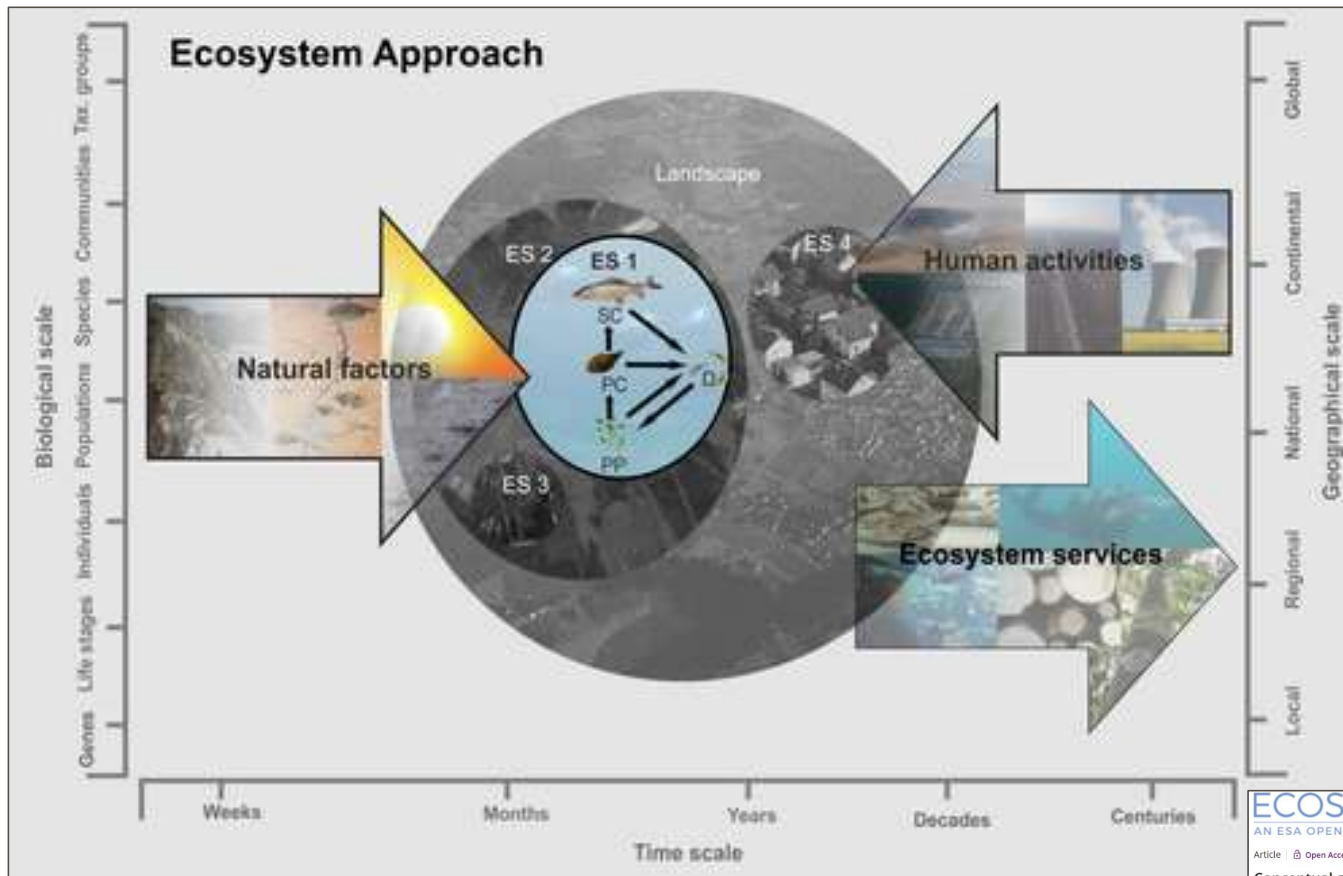 Ecosystem Approach
Biological scale
Genes
Life stages
Individuals
Populations
Species
Communities
Tax. groups
Natural factors
Landscape
ES 2
ES 1
SC
PC
PP
D
ES 3
ES 4
Human activities
Ecosystem services
Global
Continental
National
Regional
Local
Geographical scale
Weeks
Months
Years
Decades
Centuries
Time scale
ECOS
AN ESA OPEN
Article
Open Acce